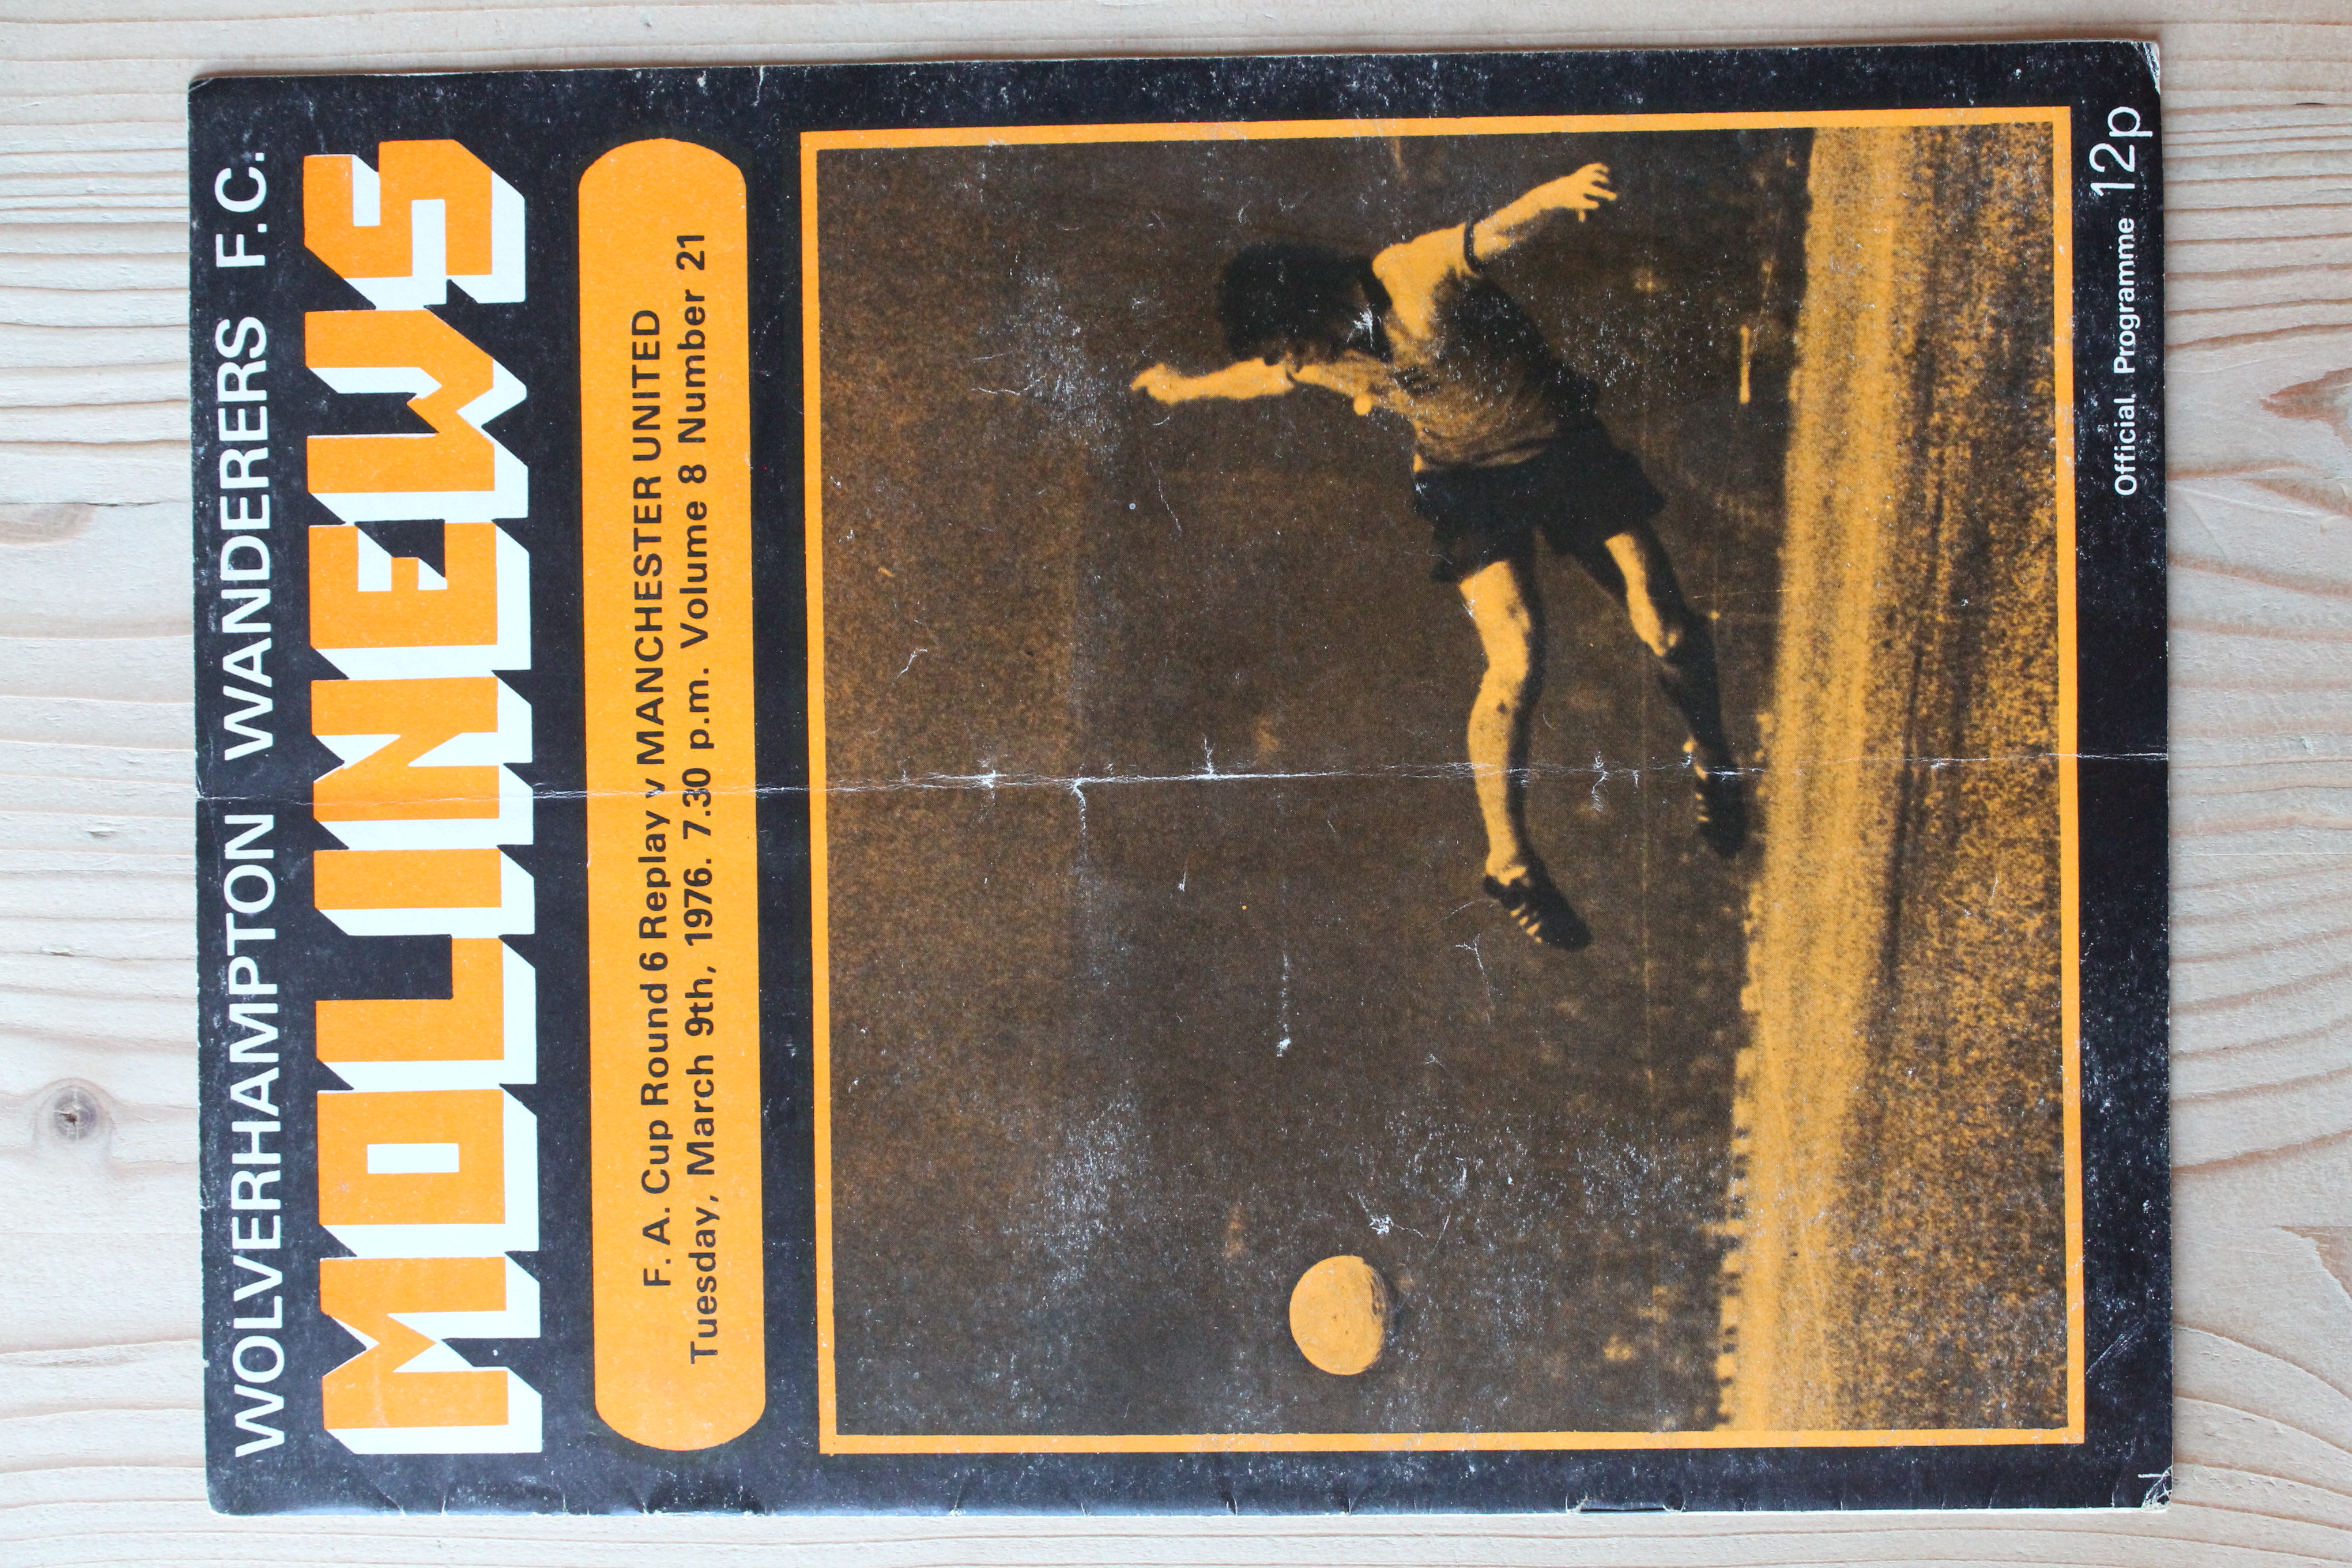 WOLVERHAMPTON WANDERERS F.C.
MOLINEWS
F. A. Cup Round 6 Replay v MANCHESTER UNITED
Tuesday, March 9th, 1976. 7.30 p.m. Volume 8 Number 21
Official. Programme 12p